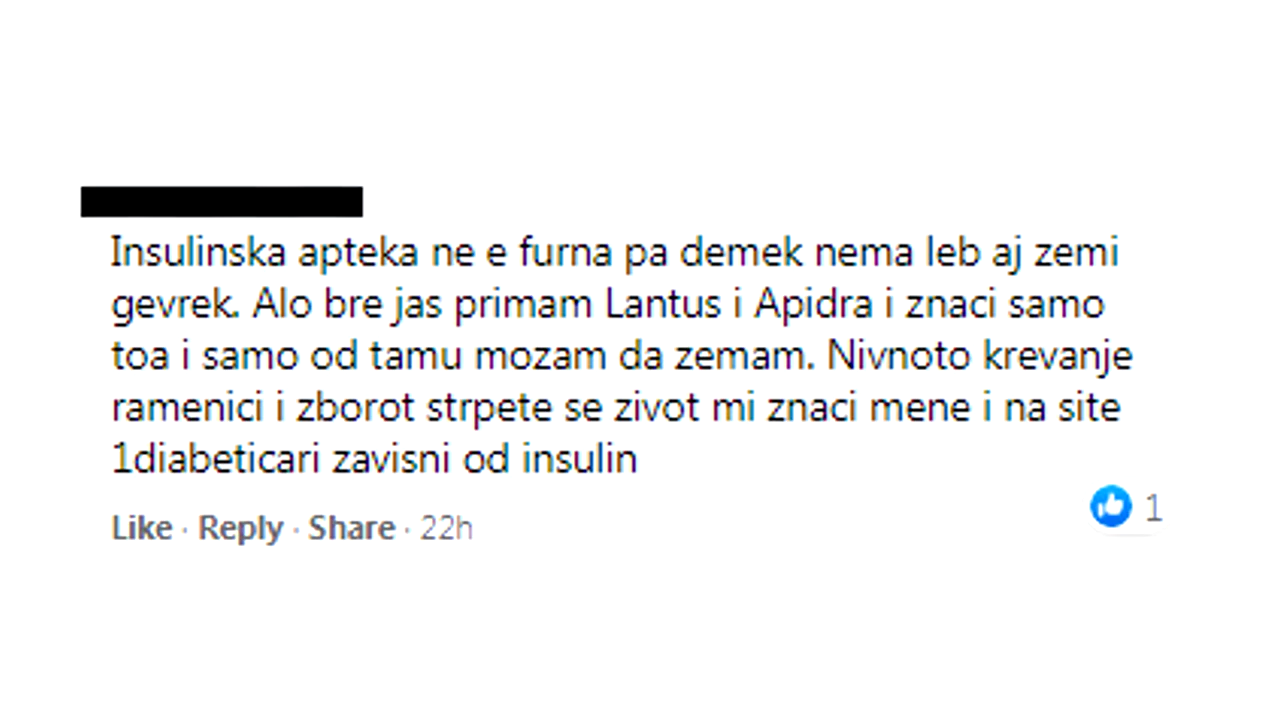 Insulinska apteka ne e furna pa demek nema leb aj zemi
gevrek. Alo bre jas primam Lantus i Apidra i znaci samo
toa i samo od tamu mozam da zemam. Nivnoto krevanje
ramenici i zborot strpete se zivot mi znaci mene i na site
1diabeticari zavisni od insulin
Like · Reply · Share · 22h
1